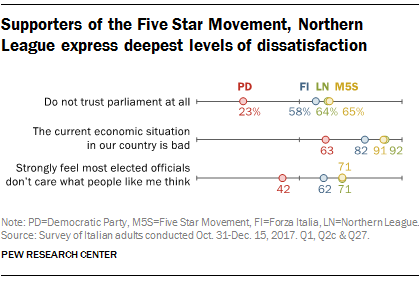 Supporters of the Five Star Movement, Northern
League express deepest levels of dissatisfaction
PD FI LN M5S
Do not trust parliament at all
23% 58% 64% 65%
The current economic situation
in our country is bad
63 82 91 92
Strongly feel most elected officials
don't care what people like me think
71
42 62 71
Note: PD=Democratic Party, M5S=Five Star Movement, FI=Forza Italia, LN=Northern League.
Source: Survey of Italian adults conducted Oct. 31-Dec. 15, 2017. Q1, Q2c & Q27.
PEW RESEARCH CENTER